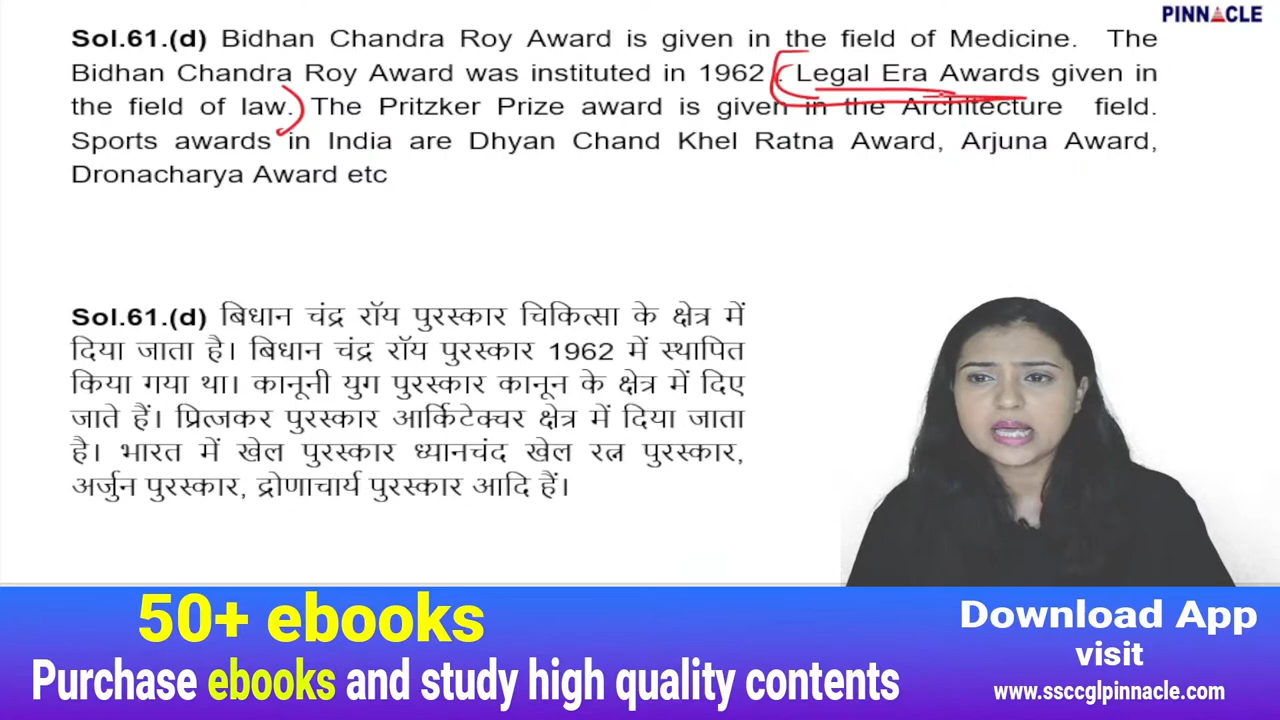 PINNACLE
Sol.61.(d) Bidhan Chandra Roy Award is given in the field of Medicine. The
Bidhan Chandra Roy Award was instituted in 1962 . Legal Era Awards given in
the field of law. The Pritzker Prize award is given in the Architecture field.
Sports awards in India are Dhyan Chand Khel Ratna Award, Arjuna Award,
Dronacharya Award etc
Sol.61.(d) बिधान चंद्र रॉय पुरस्कार चिकित्सा के क्षेत्र में
दिया जाता है। बिधान चंद्र रॉय पुरस्कार 1962 में स्थापित
किया गया था। कानूनी युग पुरस्कार कानून के क्षेत्र में दिए
जाते हैं। प्रित्जकर पुरस्कार आर्किटेक्चर क्षेत्र में दिया जाता
है। भारत में खेल पुरस्कार ध्यानचंद खेल रत्न पुरस्कार,
अर्जुन पुरस्कार, द्रोणाचार्य पुरस्कार आदि हैं।
50+ ebooks
Purchase ebooks and study high quality contents
Download App
visit
www.ssccglpinnacle.com